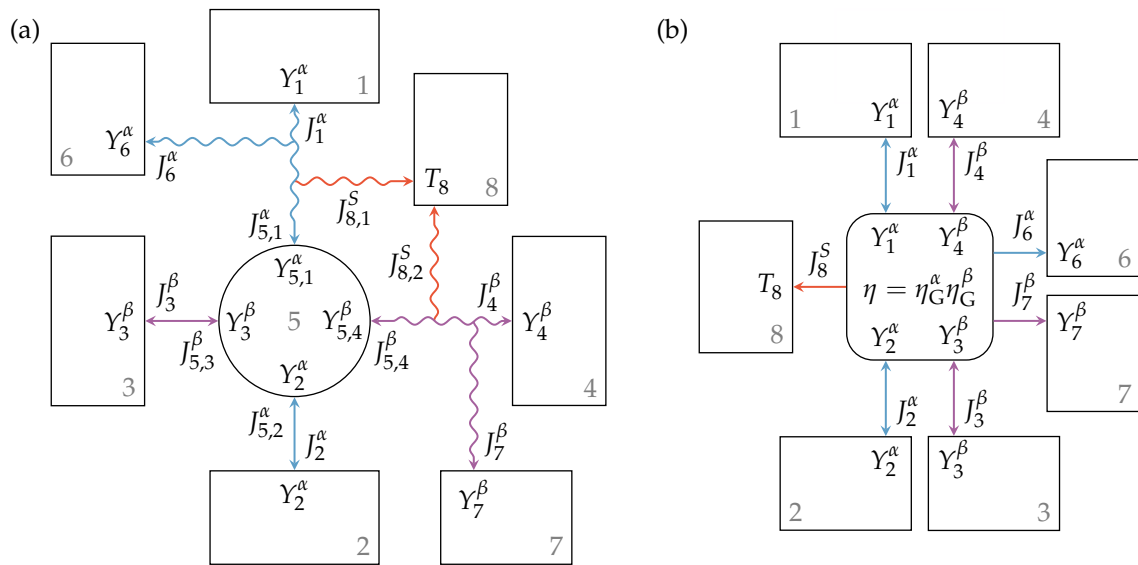 (a)
Y_1^α
1
Y_6^α
6
J_1^α
J_6^α
T_8
8
J_{8,1}^S
J_{5,1}^α
J_{8,2}^S
Y_{5,1}^α
J_3^β
Y_3^β
3
J_{5,3}^β
Y_3^β
5
Y_{5,4}^β
J_{5,4}^β
J_4^β
Y_4^β
4
Y_2^α
J_{5,2}^α
J_2^α
Y_2^α
2
J_7^β
Y_7^β
7
(b)
1
Y_1^α
Y_4^β
4
J_1^α
J_4^β
Y_1^α
Y_4^β
J_6^α
Y_6^α
6
T_8
8
J_8^S
η = η_G^α η_G^β
J_7^β
Y_7^β
7
Y_2^α
Y_3^β
J_2^α
J_3^β
Y_2^α
2
Y_3^β
3